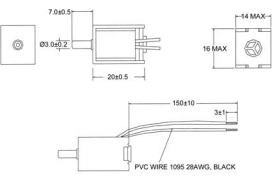 7.0±0.5
14 MAX
Ø3.0±0.2
16 MAX
20±0.5
150±10
3±1
PVC WIRE 1095 28AWG, BLACK